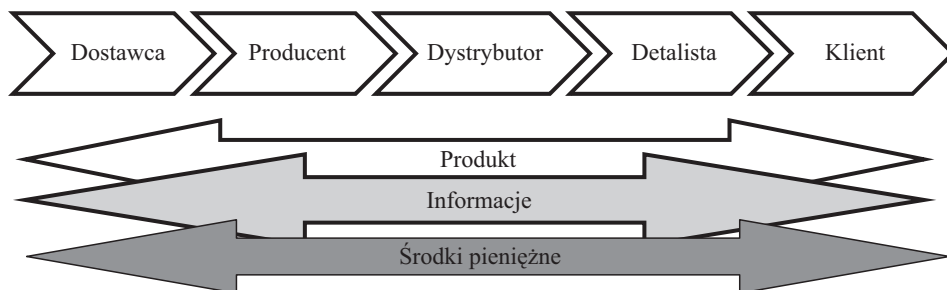 Dostawca Producent Dystrybutor Detalista Klient
Produkt
Informacje
Środki pieniężne